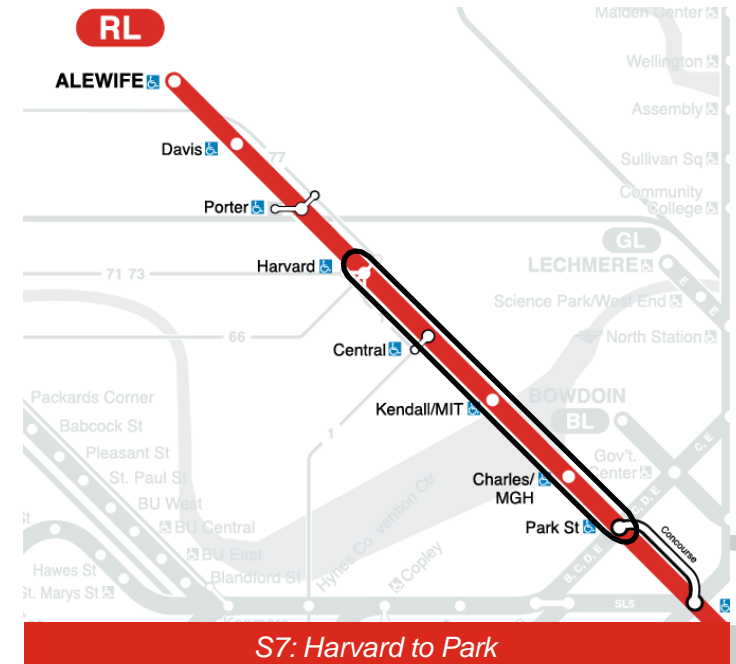 RL
Malden Center
ALEWIFE
Wellington
Assembly
Davis
77
Sullivan Sq
Porter
Community
College
GL
LECHMERE
Harvard
71 73
E
E
Science Park/West End
66
North Station
Central
Packards Corner
Kendall/MIT
BOWDOIN
BL
Babcock St
1
C, E
Pleasant St
Gov't.
Center
St. Paul St
Charles/
MGH
C, D, E
BU West
Park St
BU Central
Concourse
BU East
Hynes Co vention Ctr
Copley
B, C, D, E
Hawes St
Blandford St
St. Marys St
SL5
S7: Harvard to Park